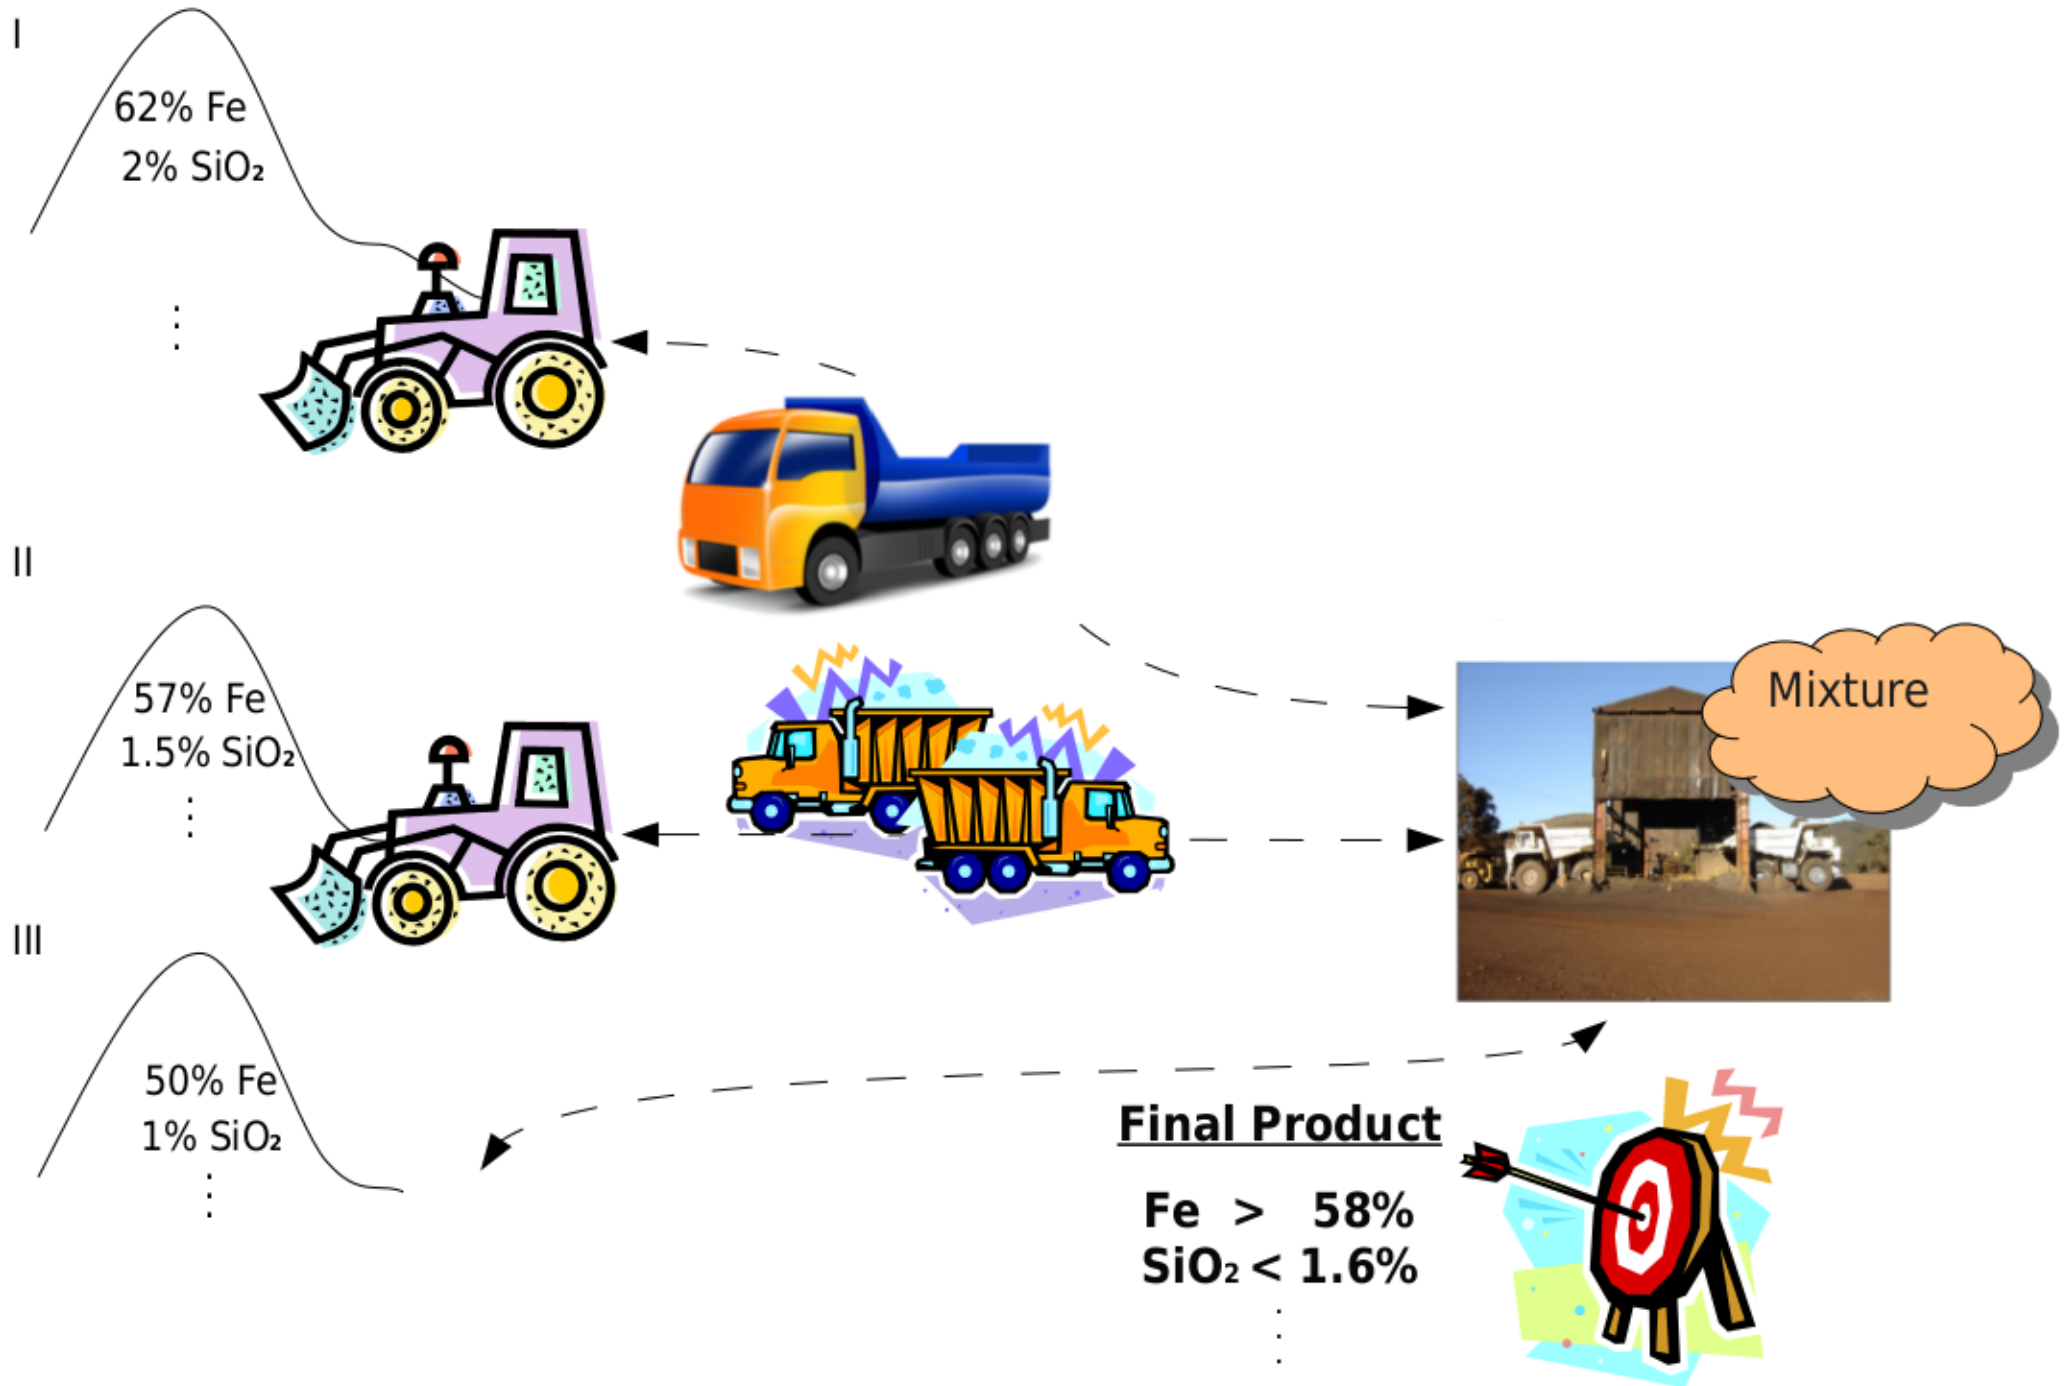 I
62% Fe
2% SiO₂
II
57% Fe
1.5% SiO₂
III
50% Fe
1% SiO₂
Mixture
Final Product
Fe > 58%
SiO₂ < 1.6%